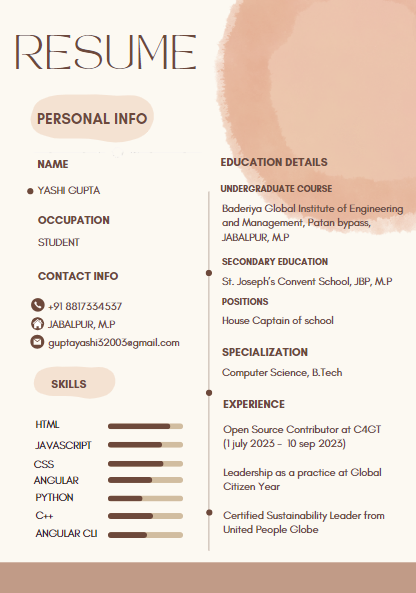 RESUME
PERSONAL INFO
NAME
YASHI GUPTA
OCCUPATION
STUDENT
CONTACT INFO
+91 8817334537
JABALPUR, M.P
guptayashi32003@gmail.com
SKILLS
HTML
JAVASCRIPT
CSS
ANGULAR
PYTHON
C++
ANGULAR CLI
EDUCATION DETAILS
UNDERGRADUATE COURSE
Baderiya Global Institute of Engineering
and Management, Patan bypass,
JABALPUR, M.P
SECONDARY EDUCATION
St. Joseph's Convent School, JBP, M.P
POSITIONS
House Captain of school
SPECIALIZATION
Computer Science, B.Tech
EXPERIENCE
Open Source Contributor at C4GT
(1 july 2023 - 10 sep 2023)
Leadership as a practice at Global
Citizen Year
Certified Sustainability Leader from
United People Globe